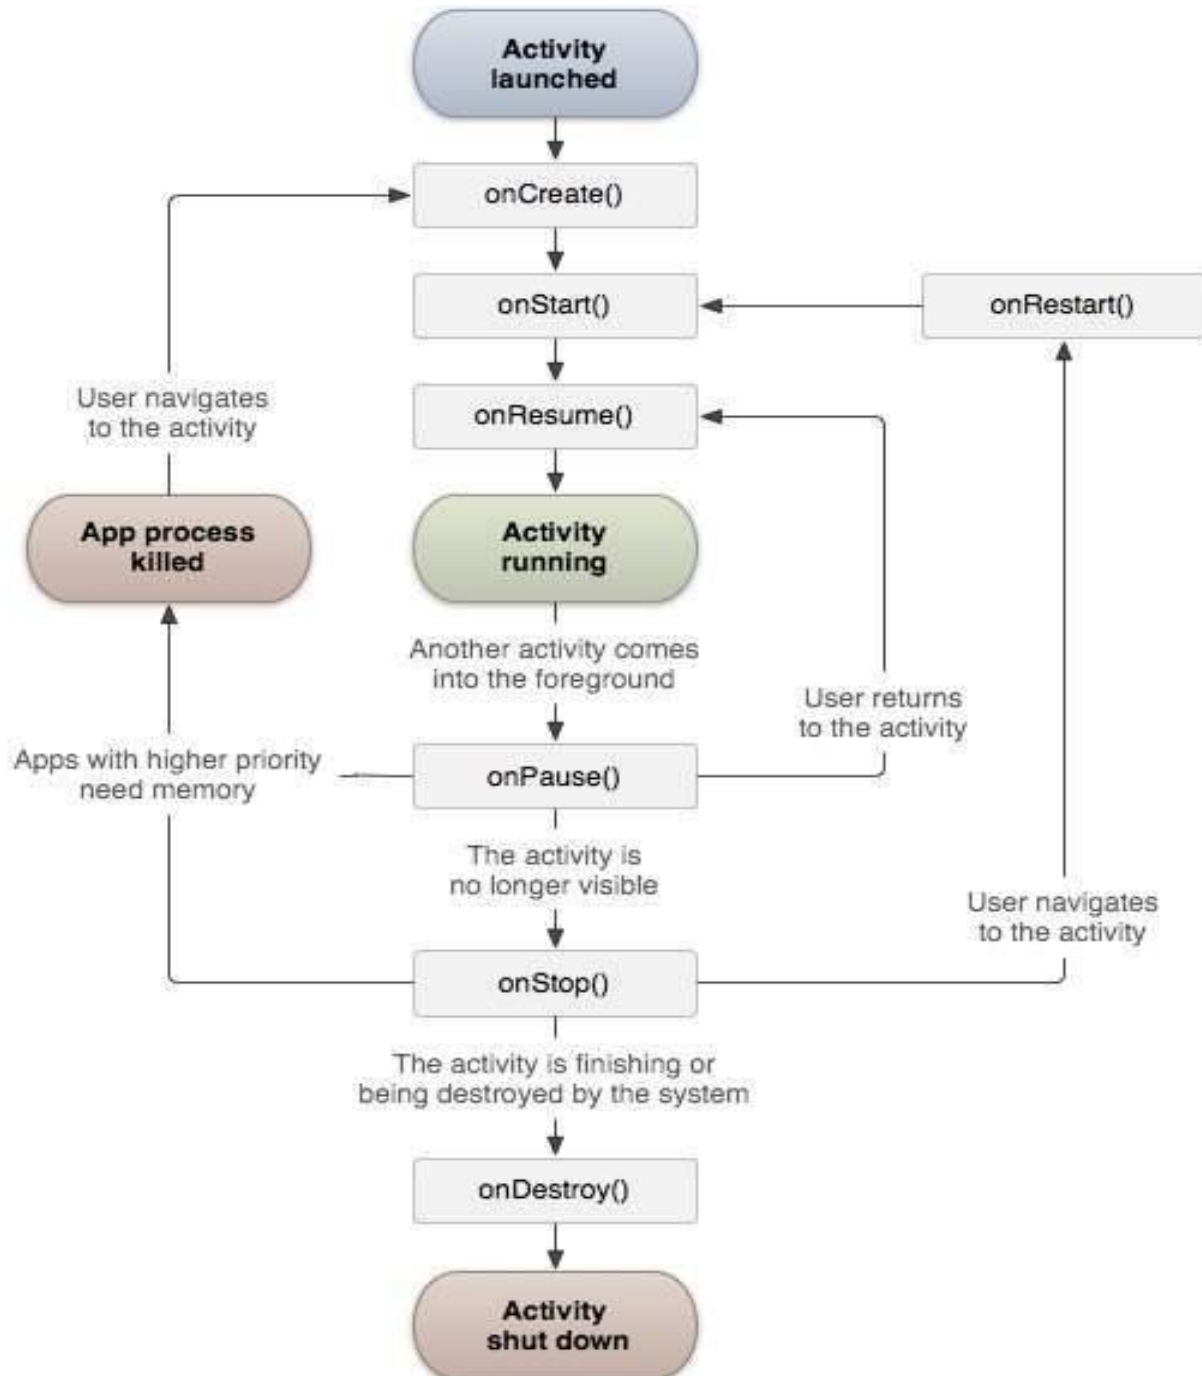 Activity
launched
onCreate()
onStart()
onRestart()
User navigates
to the activity
onResume()
App process
killed
Activity
running
Another activity comes
into the foreground
User returns
to the activity
Apps with higher priority
need memory
onPause()
The activity is
no longer visible
User navigates
to the activity
onStop()
The activity is finishing or
being destroyed by the system
onDestroy()
Activity
shut down